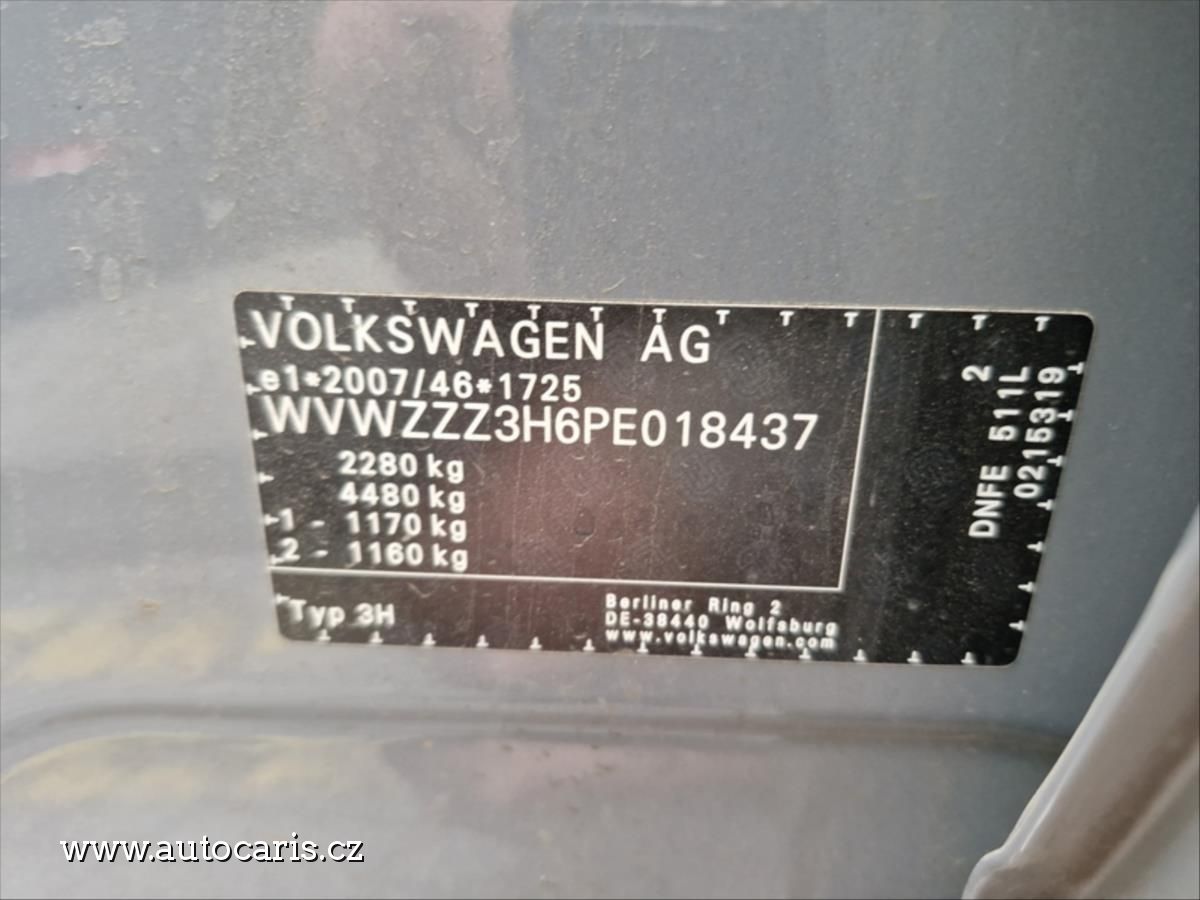 VOLKSWAGEN AG
e1*2007/46*1725
WVWZZZ3H6PE018437
2280 kg
4480 kg
1 - 1170 kg
2 - 1160 kg
Typ 3H
Berliner Ring 2
DE-38440 Wolfsburg
www.volkswagen.com
2
DNFE 511L
0215319
www.autocaris.cz